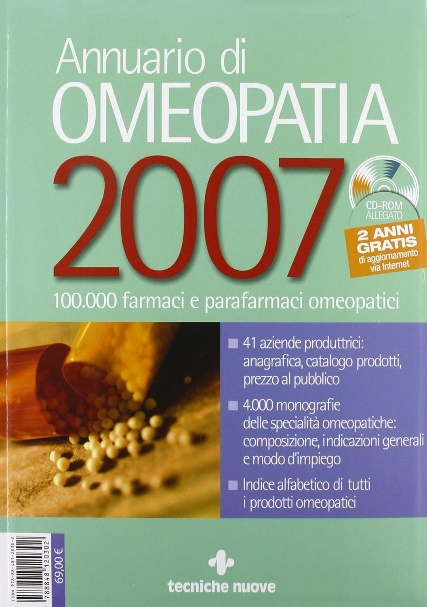 Annuario di
OMEOPATIA
2007
CD-ROM
ALLEGATO
2 ANNI
GRATIS
di aggiornamento
via Internet
100.000 farmaci e parafarmaci omeopatici
41 aziende produttrici:
anagrafica, catalogo prodotti,
prezzo al pubblico
4.000 monografie
delle specialità omeopatiche:
composizione, indicazioni generali
e modo d'impiego
Indice alfabetico di tutti
i prodotti omeopatici
69,00 €
tecniche nuove